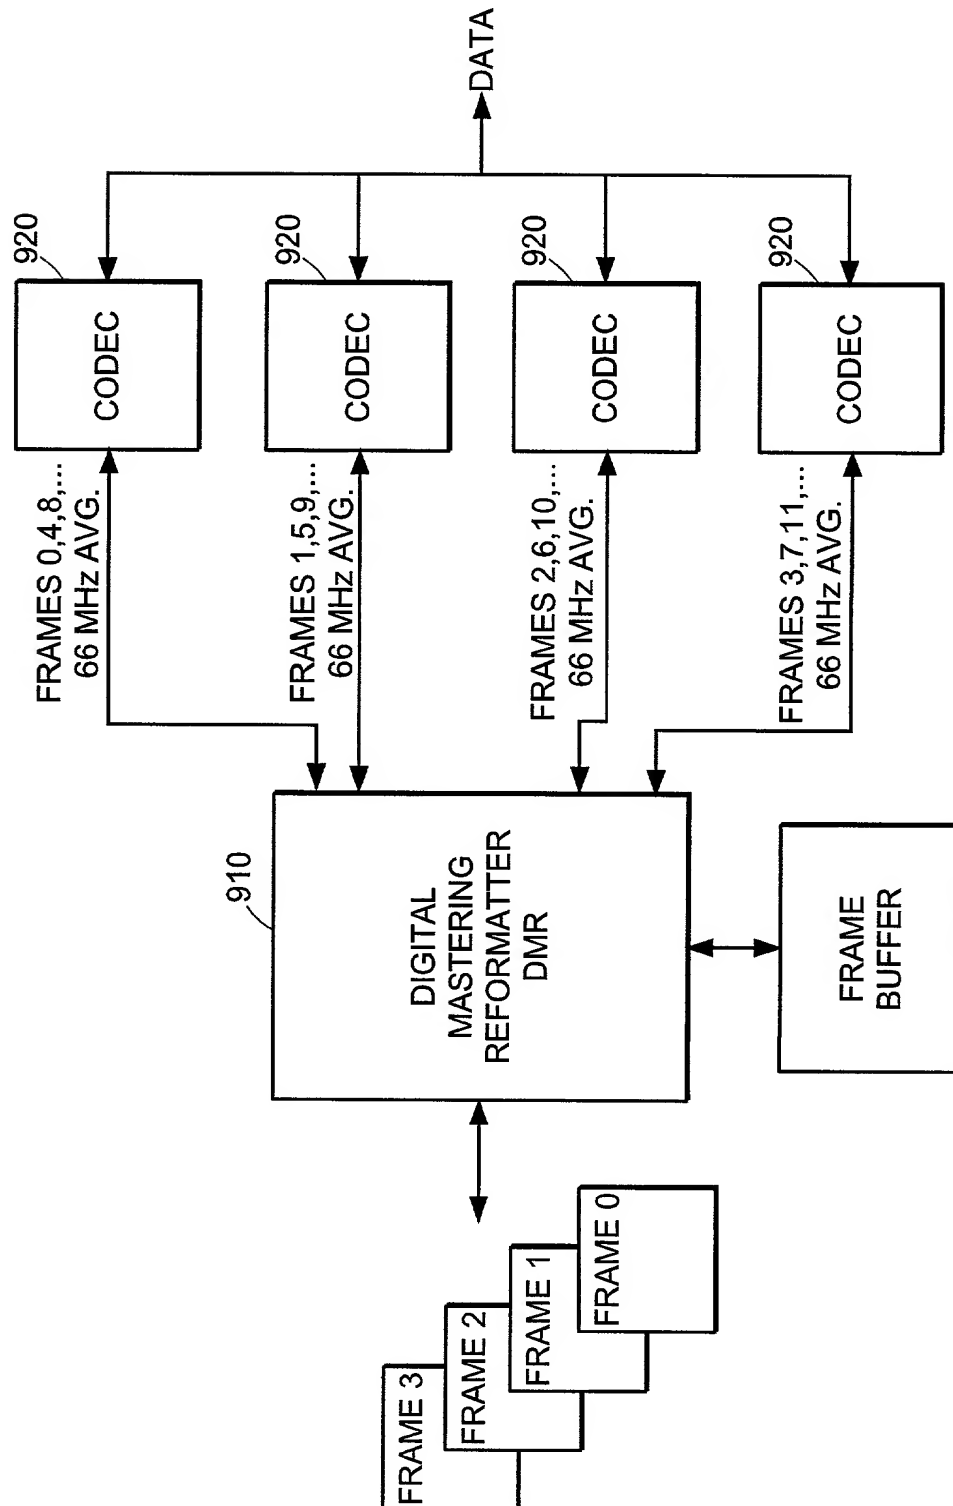 FRAME 3
FRAME 2
FRAME 1
FRAME 0
910
DIGITAL
MASTERING
REFORMATTER
DMR
FRAME
BUFFER
FRAMES 0,4,8,...
66 MHz AVG.
FRAMES 1,5,9,...
66 MHz AVG.
FRAMES 2,6,10,...
66 MHz AVG.
FRAMES 3,7,11,...
66 MHz AVG.
920
CODEC
920
CODEC
920
CODEC
920
CODEC
DATA